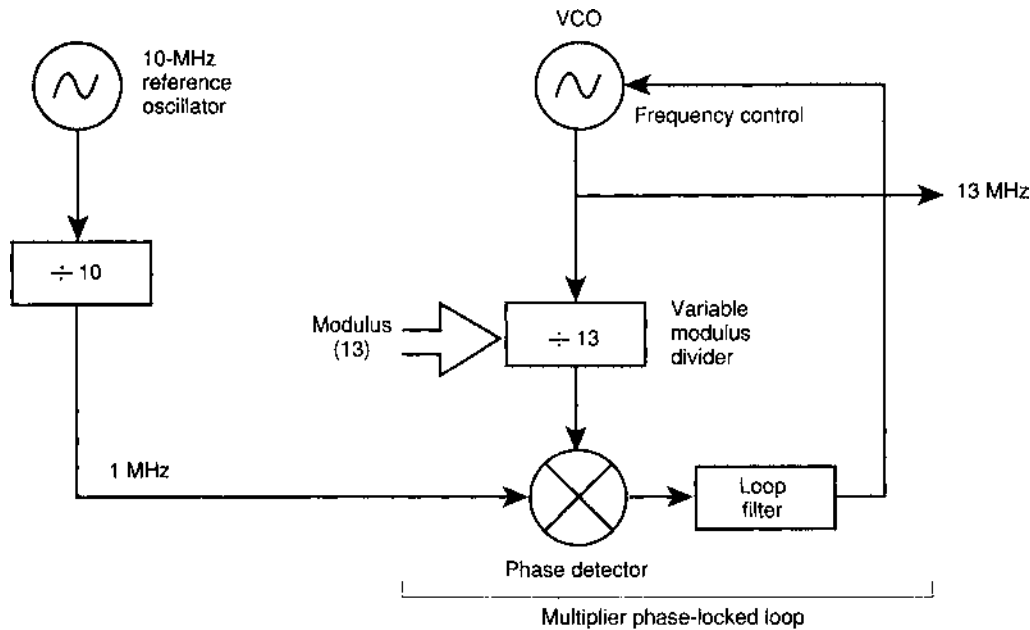 VCO
10-MHz
reference
oscillator
Frequency control
13 MHz
÷ 10
Modulus
(13)
÷ 13
Variable
modulus
divider
1 MHz
Loop
filter
Phase detector
Multiplier phase-locked loop